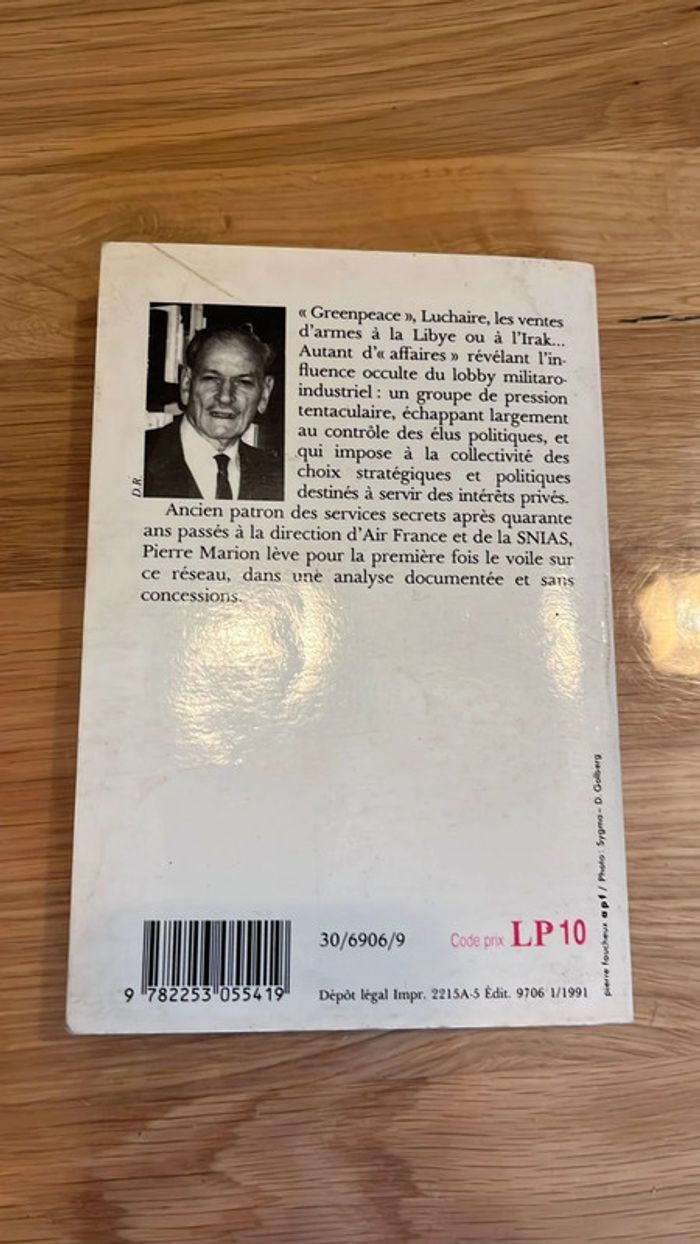 « Greenpeace », Luchaire, les ventes
d'armes à la Libye ou à l'Irak...
Autant d'« affaires » révélant l'in-
fluence occulte du lobby militaro-
industriel : un groupe de pression
tentaculaire, échappant largement
au contrôle des élus politiques, et
qui impose à la collectivité des
choix stratégiques et politiques
destinés à servir des intérêts privés.
D.R.
Ancien patron des services secrets après quarante
ans passés à la direction d'Air France et de la SNIAS,
Pierre Marion lève pour la première fois le voile sur
ce réseau, dans une analyse documentée et sans
concessions.
pierre faucheux apf / Photo : Sygma - D. Golberg
30/6906/9
Code prix LP 10
9 782253 055419
Dépôt légal Impr. 2215A-5 Édit. 9706 1/1991